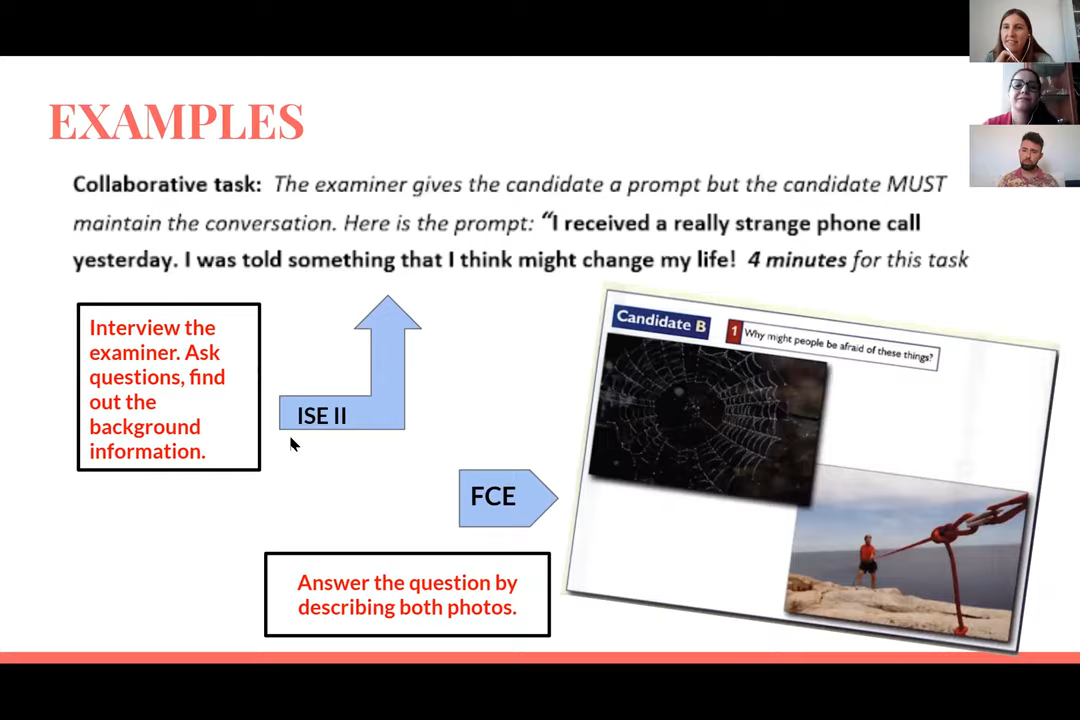 EXAMPLES
Collaborative task: The examiner gives the candidate a prompt but the candidate MUST
maintain the conversation. Here is the prompt: “I received a really strange phone call
yesterday. I was told something that I think might change my life! 4 minutes for this task
Interview the
examiner. Ask
questions, find
out the
background
information.
ISE II
Candidate B
1 Why might people be afraid of these things?
FCE
Answer the question by
describing both photos.